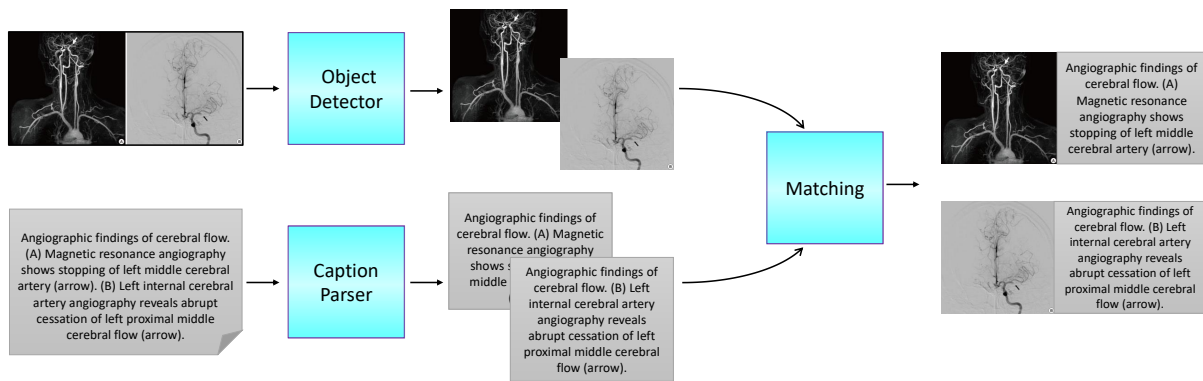 Object
Detector
Angiographic findings of
cerebral flow. (A)
Magnetic resonance
angiography shows
stopping of left middle
cerebral artery (arrow).
Matching
Angiographic findings of cerebral flow.
(A) Magnetic resonance angiography
shows stopping of left middle cerebral
artery (arrow). (B) Left internal cerebral
artery angiography reveals abrupt
cessation of left proximal middle
cerebral flow (arrow).
Caption
Parser
Angiographic findings of
cerebral flow. (A) Magnetic
resonance angiography
shows
middle
Angiographic findings of
cerebral flow. (B) Left
internal cerebral artery
angiography reveals
abrupt cessation of left
proximal middle cerebral
flow (arrow).
Angiographic findings of
cerebral flow. (B) Left
internal cerebral artery
angiography reveals
abrupt cessation of left
proximal middle cerebral
flow (arrow).